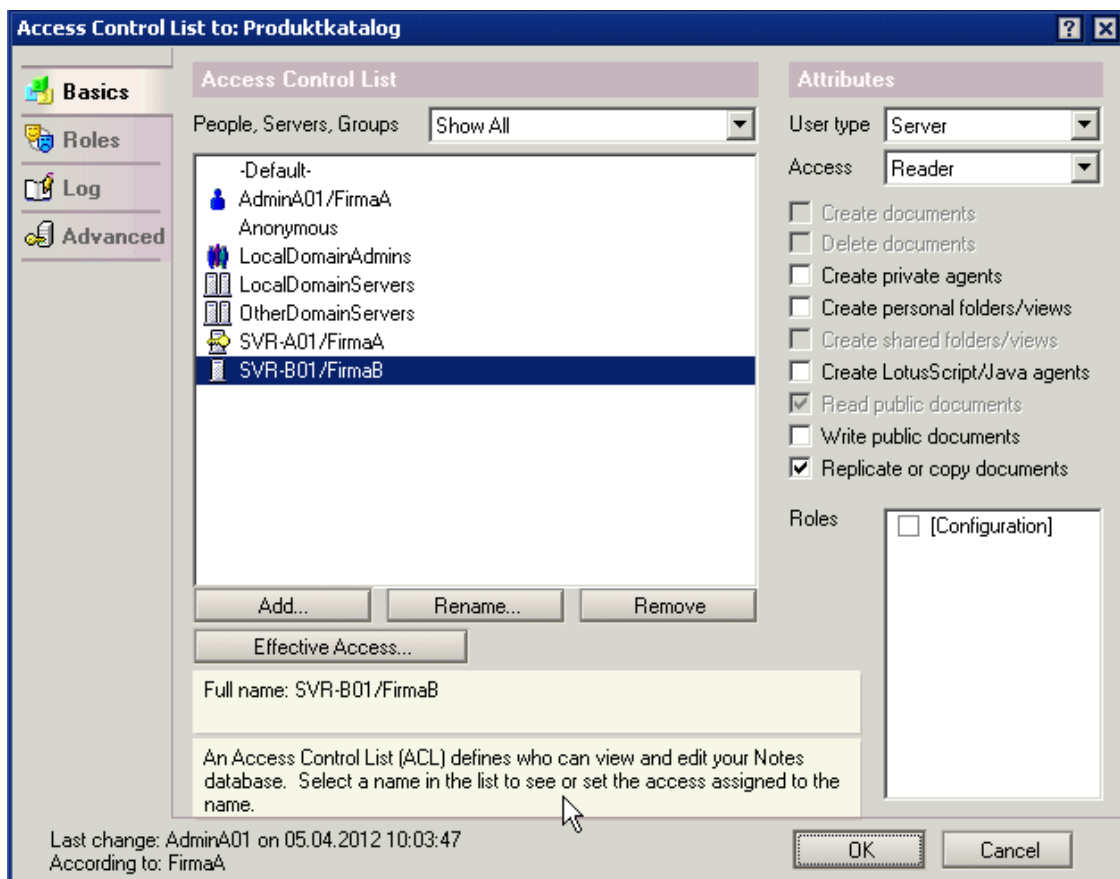 Access Control List to: Produktkatalog
Basics
Roles
Log
Advanced
Access Control List
People, Servers, Groups
Show All
-Default-
AdminA01/FirmaA
Anonymous
LocalDomainAdmins
LocalDomainServers
OtherDomainServers
SVR-A01/FirmaA
SVR-B01/FirmaB
Add...
Rename...
Remove
Effective Access...
Full name: SVR-B01/FirmaB
An Access Control List (ACL) defines who can view and edit your Notes
database. Select a name in the list to see or set the access assigned to the
name.
Attributes
User type
Server
Access
Reader
Create documents
Delete documents
Create private agents
Create personal folders/views
Create shared folders/views
Create LotusScript/Java agents
Read public documents
Write public documents
Replicate or copy documents
Roles
[Configuration]
Last change: AdminA01 on 05.04.2012 10:03:47
According to: FirmaA
OK
Cancel